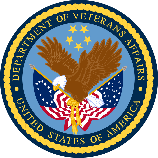 DEPARTMENT OF VETERANS AFFAIRS
UNITED STATES OF AMERICA